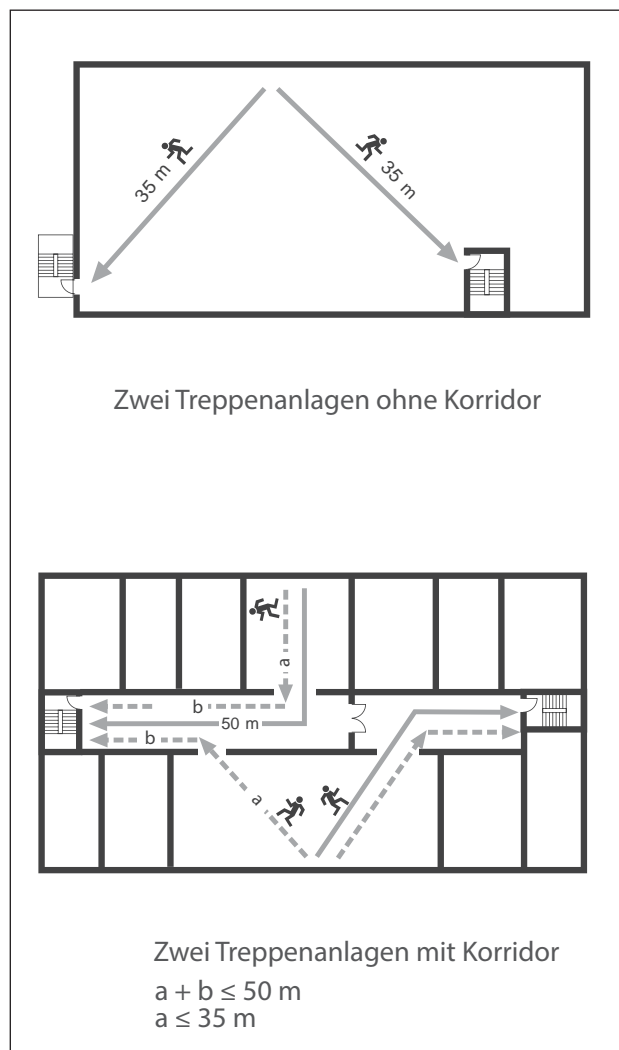 35 m
35 m
Zwei Treppenanlagen ohne Korridor
a
b
50 m
b
a
Zwei Treppenanlagen mit Korridor
a + b ≤ 50 m
a ≤ 35 m